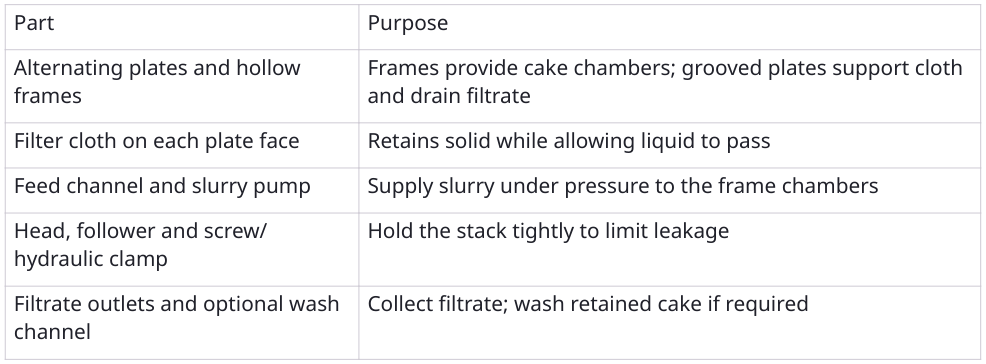 Part
Purpose
Alternating plates and hollow
frames
Frames provide cake chambers; grooved plates support cloth
and drain filtrate
Filter cloth on each plate face
Retains solid while allowing liquid to pass
Feed channel and slurry pump
Supply slurry under pressure to the frame chambers
Head, follower and screw/
hydraulic clamp
Hold the stack tightly to limit leakage
Filtrate outlets and optional wash
channel
Collect filtrate; wash retained cake if required